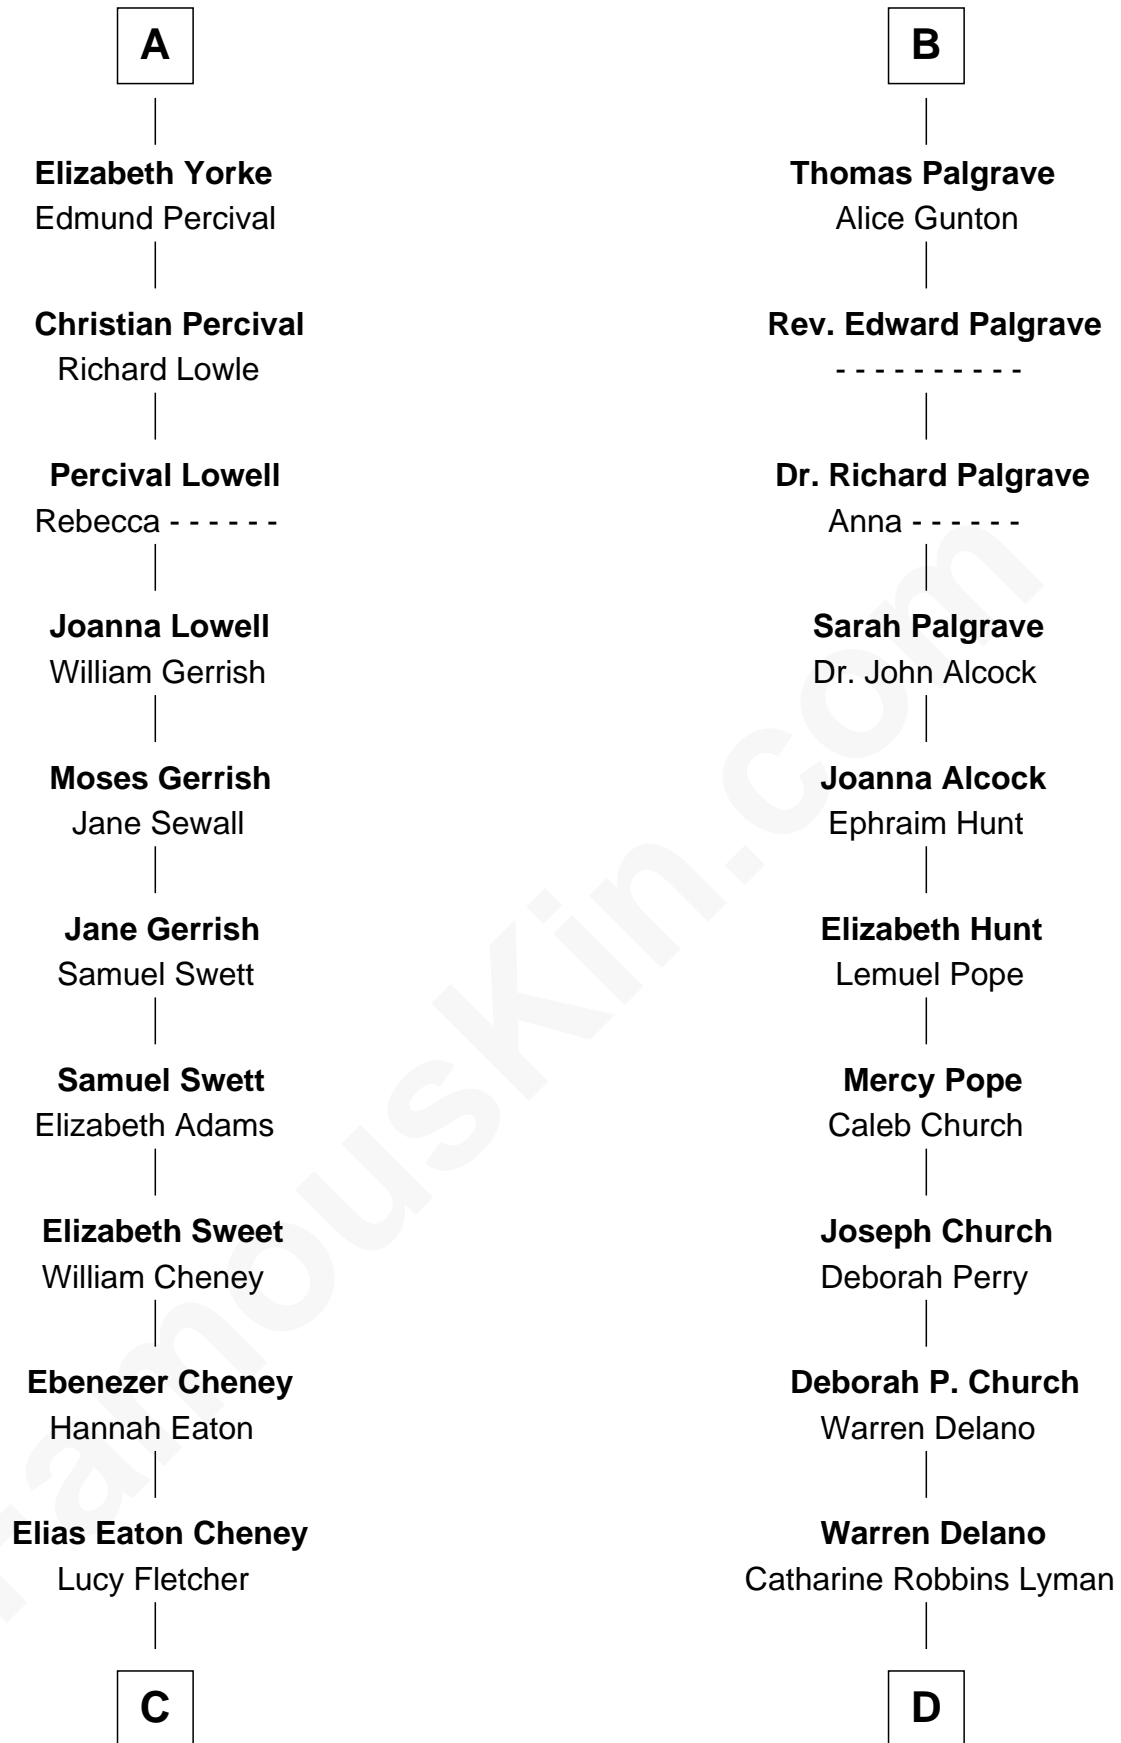 A
B
Elizabeth Yorke
Edmund Percival
Thomas Palgrave
Alice Gunton
Christian Percival
Richard Lowle
Rev. Edward Palgrave
- - - - - - - - - -
Percival Lowell
Rebecca - - - - - -
Dr. Richard Palgrave
Anna - - - - - -
Joanna Lowell
William Gerrish
Sarah Palgrave
Dr. John Alcock
Moses Gerrish
Jane Sewall
Joanna Alcock
Ephraim Hunt
Jane Gerrish
Samuel Swett
Elizabeth Hunt
Lemuel Pope
Samuel Swett
Elizabeth Adams
Mercy Pope
Caleb Church
Elizabeth Sweet
William Cheney
Joseph Church
Deborah Perry
Ebenezer Cheney
Hannah Eaton
Deborah P. Church
Warren Delano
Elias Eaton Cheney
Lucy Fletcher
Warren Delano
Catharine Robbins Lyman
C
D
FamousKin.com